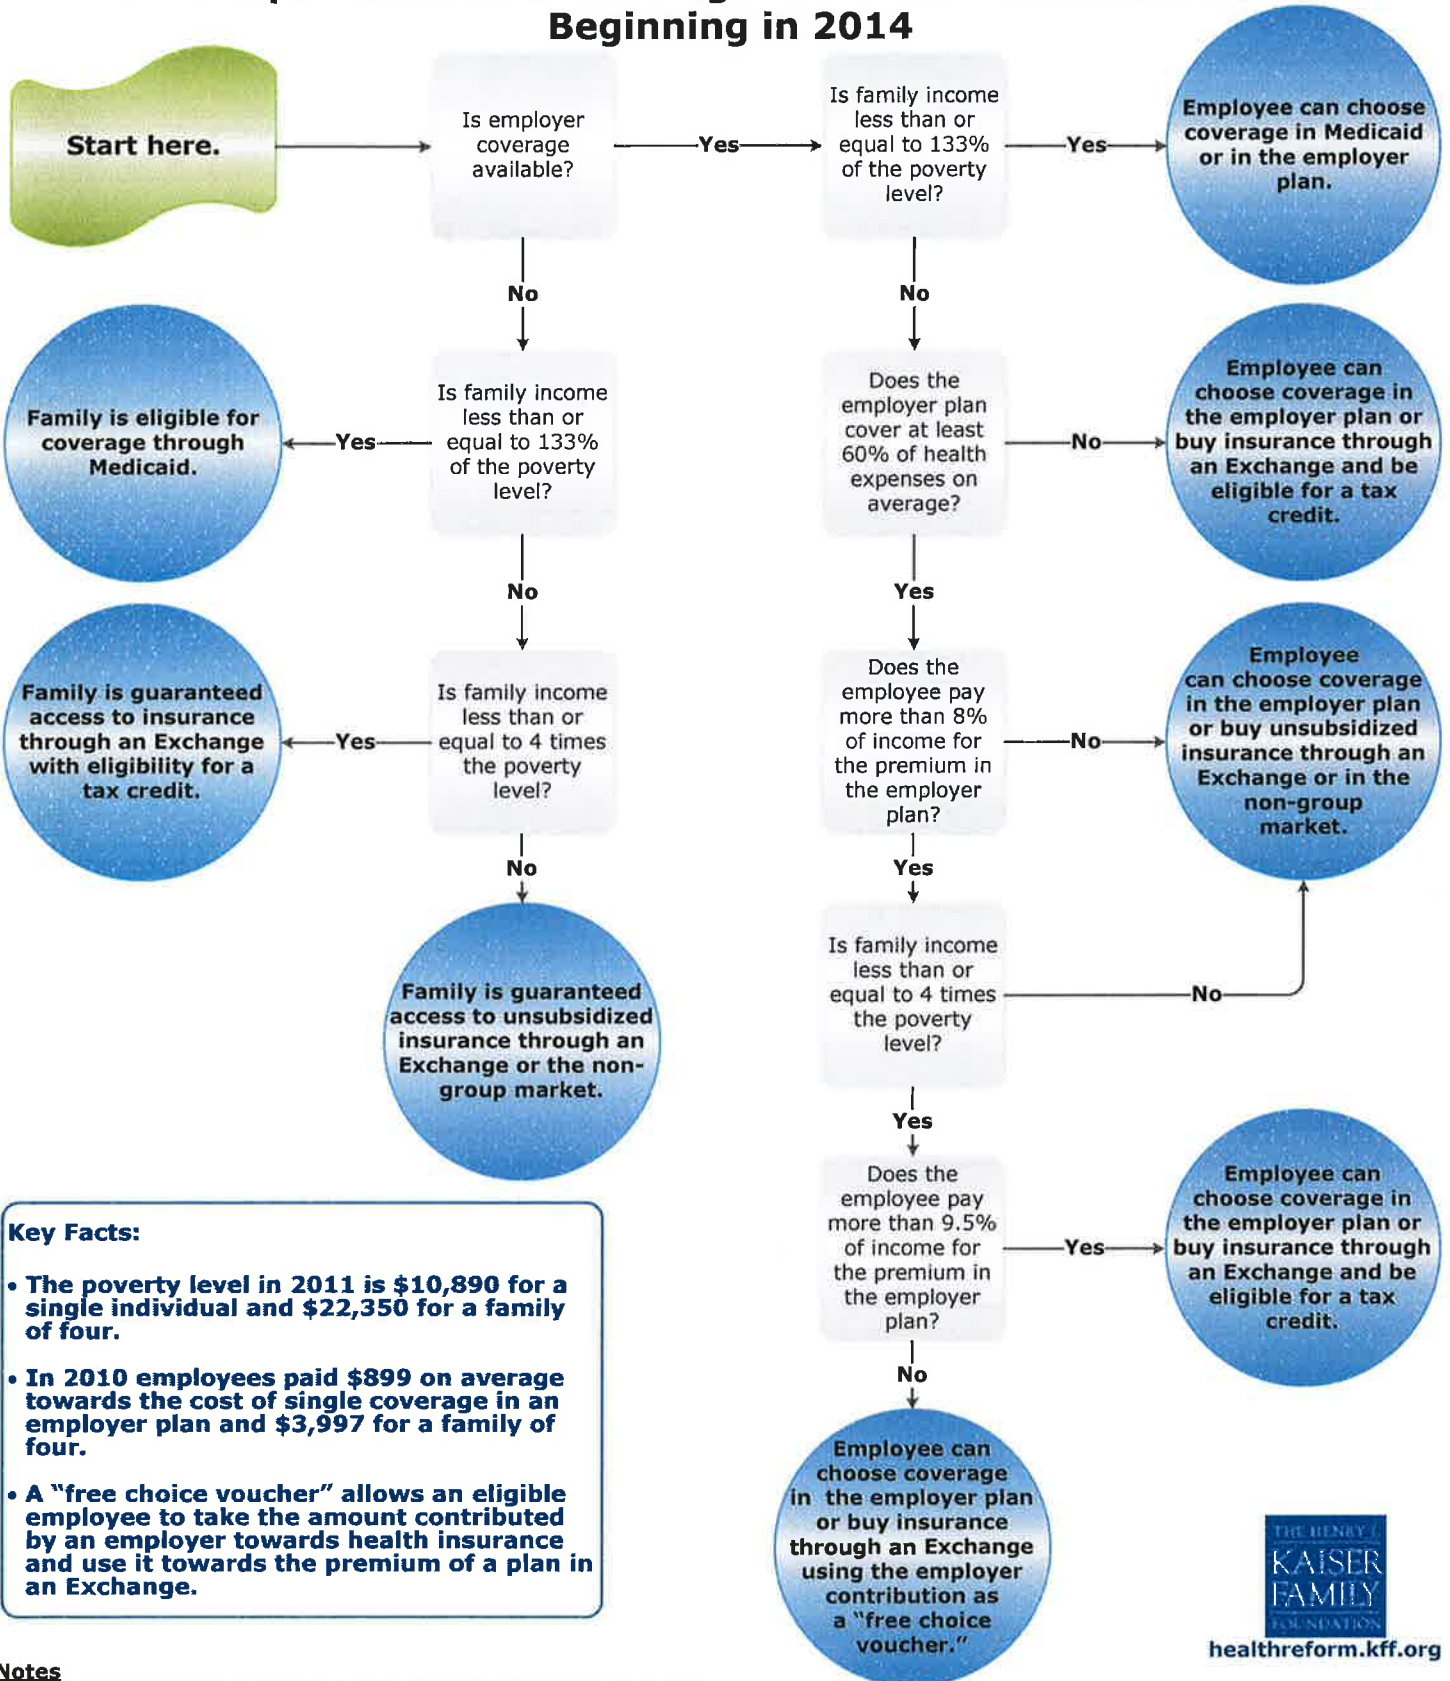 Beginning in 2014
Start here.
Is employer
coverage
available?
Yes
Is family income
less than or
equal to 133%
of the poverty
level?
Yes
Employee can choose
coverage in Medicaid
or in the employer
plan.
No
No
Family is eligible for
coverage through
Medicaid.
Yes
Is family income
less than or
equal to 133%
of the poverty
level?
Does the
employer plan
cover at least
60% of health
expenses on
average?
No
Employee can
choose coverage in
the employer plan or
buy insurance through
an Exchange and be
eligible for a tax
credit.
No
Yes
Family is guaranteed
access to insurance
through an Exchange
with eligibility for a
tax credit.
Yes
Is family income
less than or
equal to 4 times
the poverty
level?
Does the
employee pay
more than 8%
of income for
the premium in
the employer
plan?
No
Employee
can choose coverage
in the employer plan
or buy unsubsidized
insurance through an
Exchange or in the
non-group
market.
No
Yes
Family is guaranteed
access to unsubsidized
insurance through an
Exchange or the non-
group market.
Is family income
less than or
equal to 4 times
the poverty
level?
No
Yes
Does the
employee pay
more than 9.5%
of income for
the premium in
the employer
plan?
Yes
Employee can
choose coverage in
the employer plan or
buy insurance through
an Exchange and be
eligible for a tax
credit.
No
Employee can
choose coverage
in the employer plan
or buy insurance
through an Exchange
using the employer
contribution as
a "free choice
voucher."
Key Facts:
• The poverty level in 2011 is $10,890 for a
single individual and $22,350 for a family
of four.
• In 2010 employees paid $899 on average
towards the cost of single coverage in an
employer plan and $3,997 for a family of
four.
• A "free choice voucher" allows an eligible
employee to take the amount contributed
by an employer towards health insurance
and use it towards the premium of a plan in
an Exchange.
THE HENRY J.
KAISER
FAMILY
FOUNDATION
healthreform.kff.org
Notes